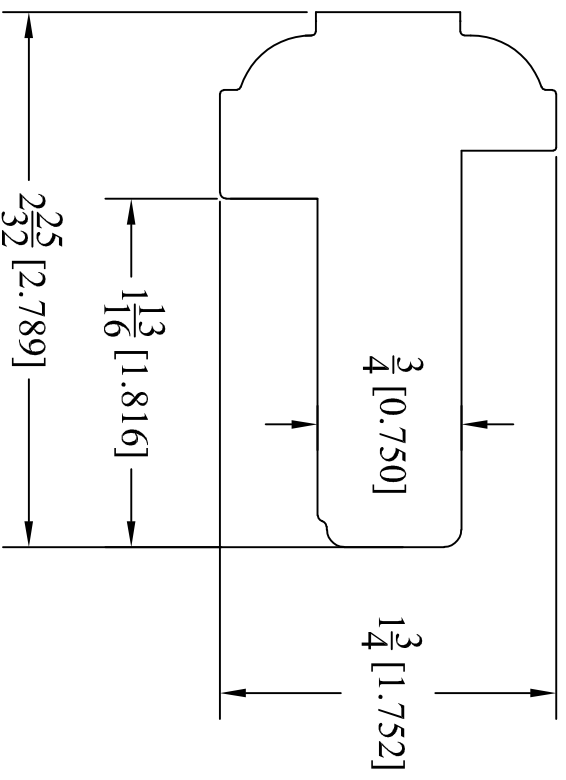 1 3/4 [1.752]
3/4 [0.750]
1 13/16 [1.816]
2 25/32 [2.789]